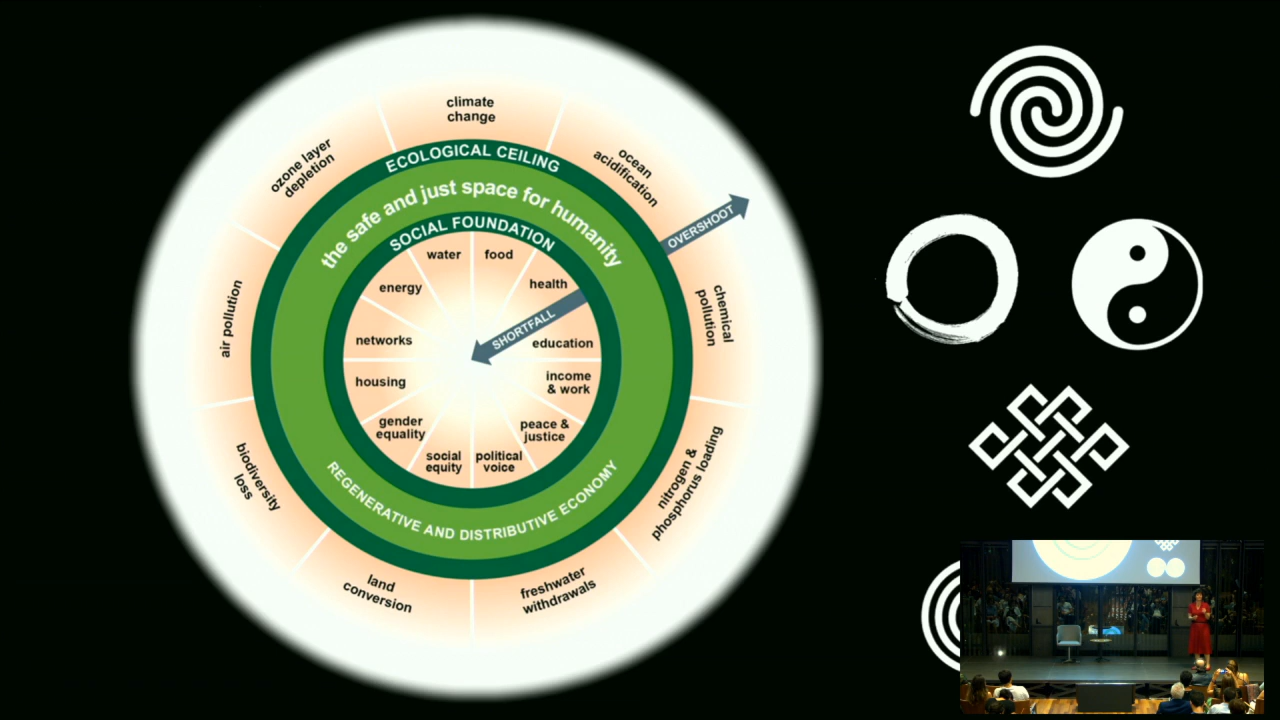 climate
change
ozone layer
depletion
ocean
acidification
ECOLOGICAL CEILING
the safe and just space for humanity
SOCIAL FOUNDATION
OVERSHOOT
water
food
energy
health
SHORTFALL
air pollution
chemical
pollution
networks
education
housing
income
& work
gender
equality
peace &
justice
social
equity
political
voice
REGENERATIVE AND DISTRIBUTIVE ECONOMY
biodiversity
loss
nitrogen &
phosphorus loading
land
conversion
freshwater
withdrawals